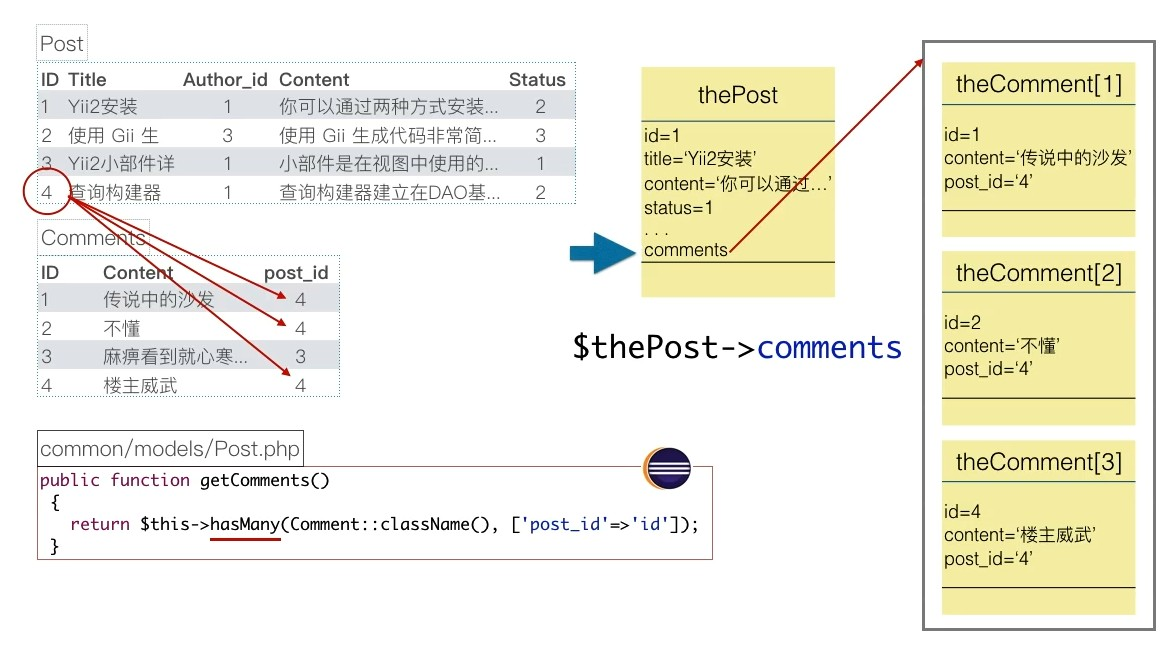 Post
ID Title Author_id Content Status
1 Yii2安装 1 你可以通过两种方式安装... 2
2 使用 Gii 生 3 使用 Gii 生成代码非常简... 3
3 Yii2小部件详 1 小部件是在视图中使用的... 1
4 查询构建器 1 查询构建器建立在DAO基... 2
Comments
ID Content post_id
1 传说中的沙发 4
2 不懂 4
3 麻痹看到就心寒... 3
4 楼主威武 4
common/models/Post.php
public function getComments()
{
return $this->hasMany(Comment::className(), ['post_id'=>'id']);
}
thePost
id=1
title=‘Yii2安装’
content=‘你可以通过...’
status=1
. . .
comments
$thePost->comments
theComment[1]
id=1
content=‘传说中的沙发’
post_id=‘4’
theComment[2]
id=2
content=‘不懂’
post_id=‘4’
theComment[3]
id=4
content=‘楼主威武’
post_id=‘4’